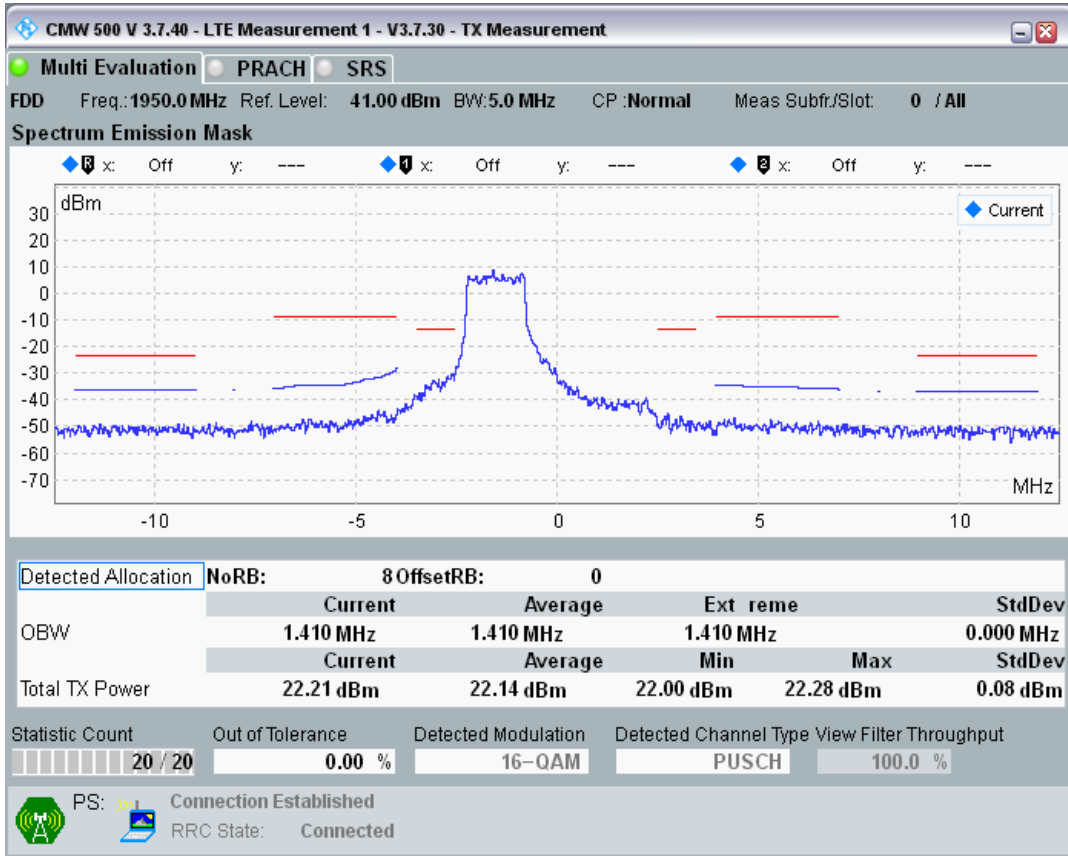 CMW 500 V 3.7.40 - LTE Measurement 1 - V3.7.30 - TX Measurement
Multi Evaluation PRACH SRS
FDD Freq.: 1950.0 MHz Ref. Level: 41.00 dBm BW: 5.0 MHz CP : Normal Meas Subfr./Slot: 0 / All
Spectrum Emission Mask
R x: Off y: --- 1 x: Off y: --- 2 x: Off y: ---
dBm
Current
30
20
10
0
-10
-20
-30
-40
-50
-60
-70
MHz
-10 -5 0 5 10
Detected Allocation NoRB: 8 OffsetRB: 0
Current Average Ext reme StdDev
OBW 1.410 MHz 1.410 MHz 1.410 MHz 0.000 MHz
Current Average Min Max StdDev
Total TX Power 22.21 dBm 22.14 dBm 22.00 dBm 22.28 dBm 0.08 dBm
Statistic Count Out of Tolerance Detected Modulation Detected Channel Type View Filter Throughput
20 / 20 0.00 % 16-QAM PUSCH 100.0 %
PS: Connection Established
RRC State: Connected